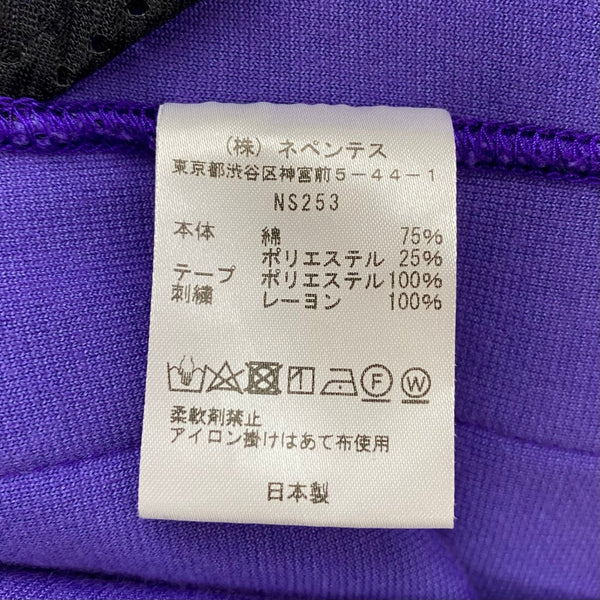 (株) ネペンテス
東京都渋谷区神宮前5-44-1
NS253
本体 綿 75%
ポリエステル 25%
テープ ポリエステル 100%
刺繍 レーヨン 100%
F W
柔軟剤禁止
アイロン掛けはあて布使用
日本製